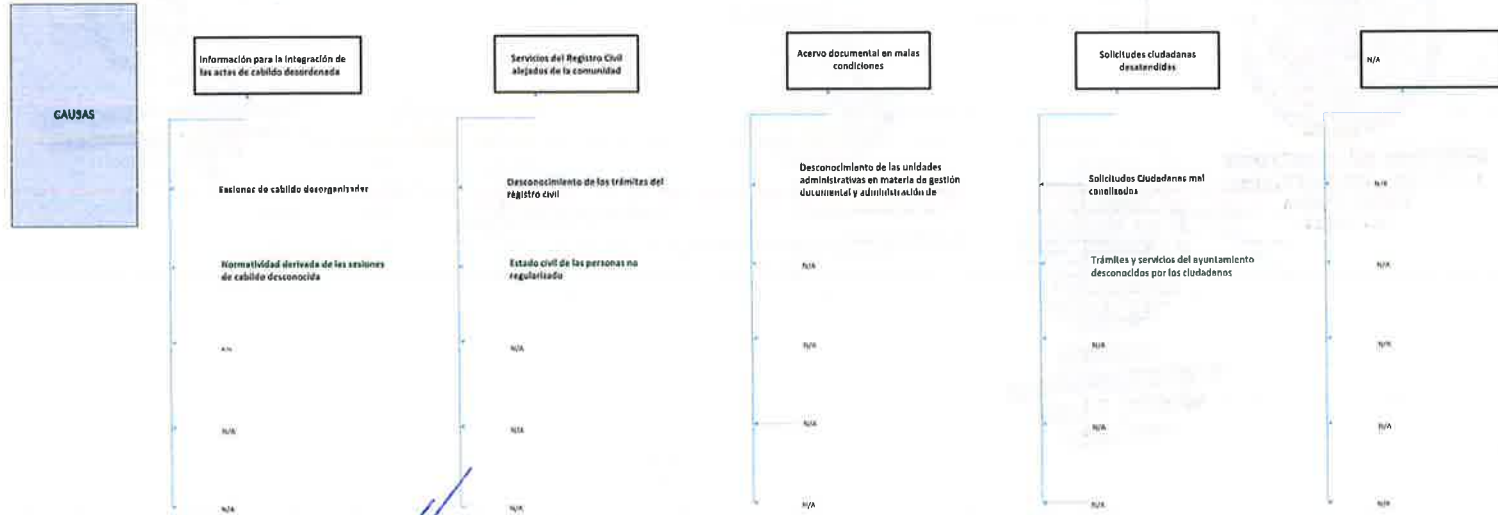 CAUSAS
Información para la integración de
las actas de cabildo desordenada
Sesiones de cabildo desorganizadas
Normatividad derivada de las sesiones
de cabildo desconocida
N/A
N/A
Servicios del Registro Civil
alejados de la comunidad
Desconocimiento de los trámites del
registro civil
Estado civil de las personas no
regularizado
N/A
N/A
N/A
Acervo documental en malas
condiciones
Desconocimiento de las unidades
administrativas en materia de gestión
documental y administración de
N/A
N/A
N/A
N/A
Solicitudes ciudadanas
desatendidas
Solicitudes Ciudadanas mal
canalizadas
Trámites y servicios del ayuntamiento
desconocidos por los ciudadanos
N/A
N/A
N/A
N/A
N/A
N/A
N/A
N/A
N/A